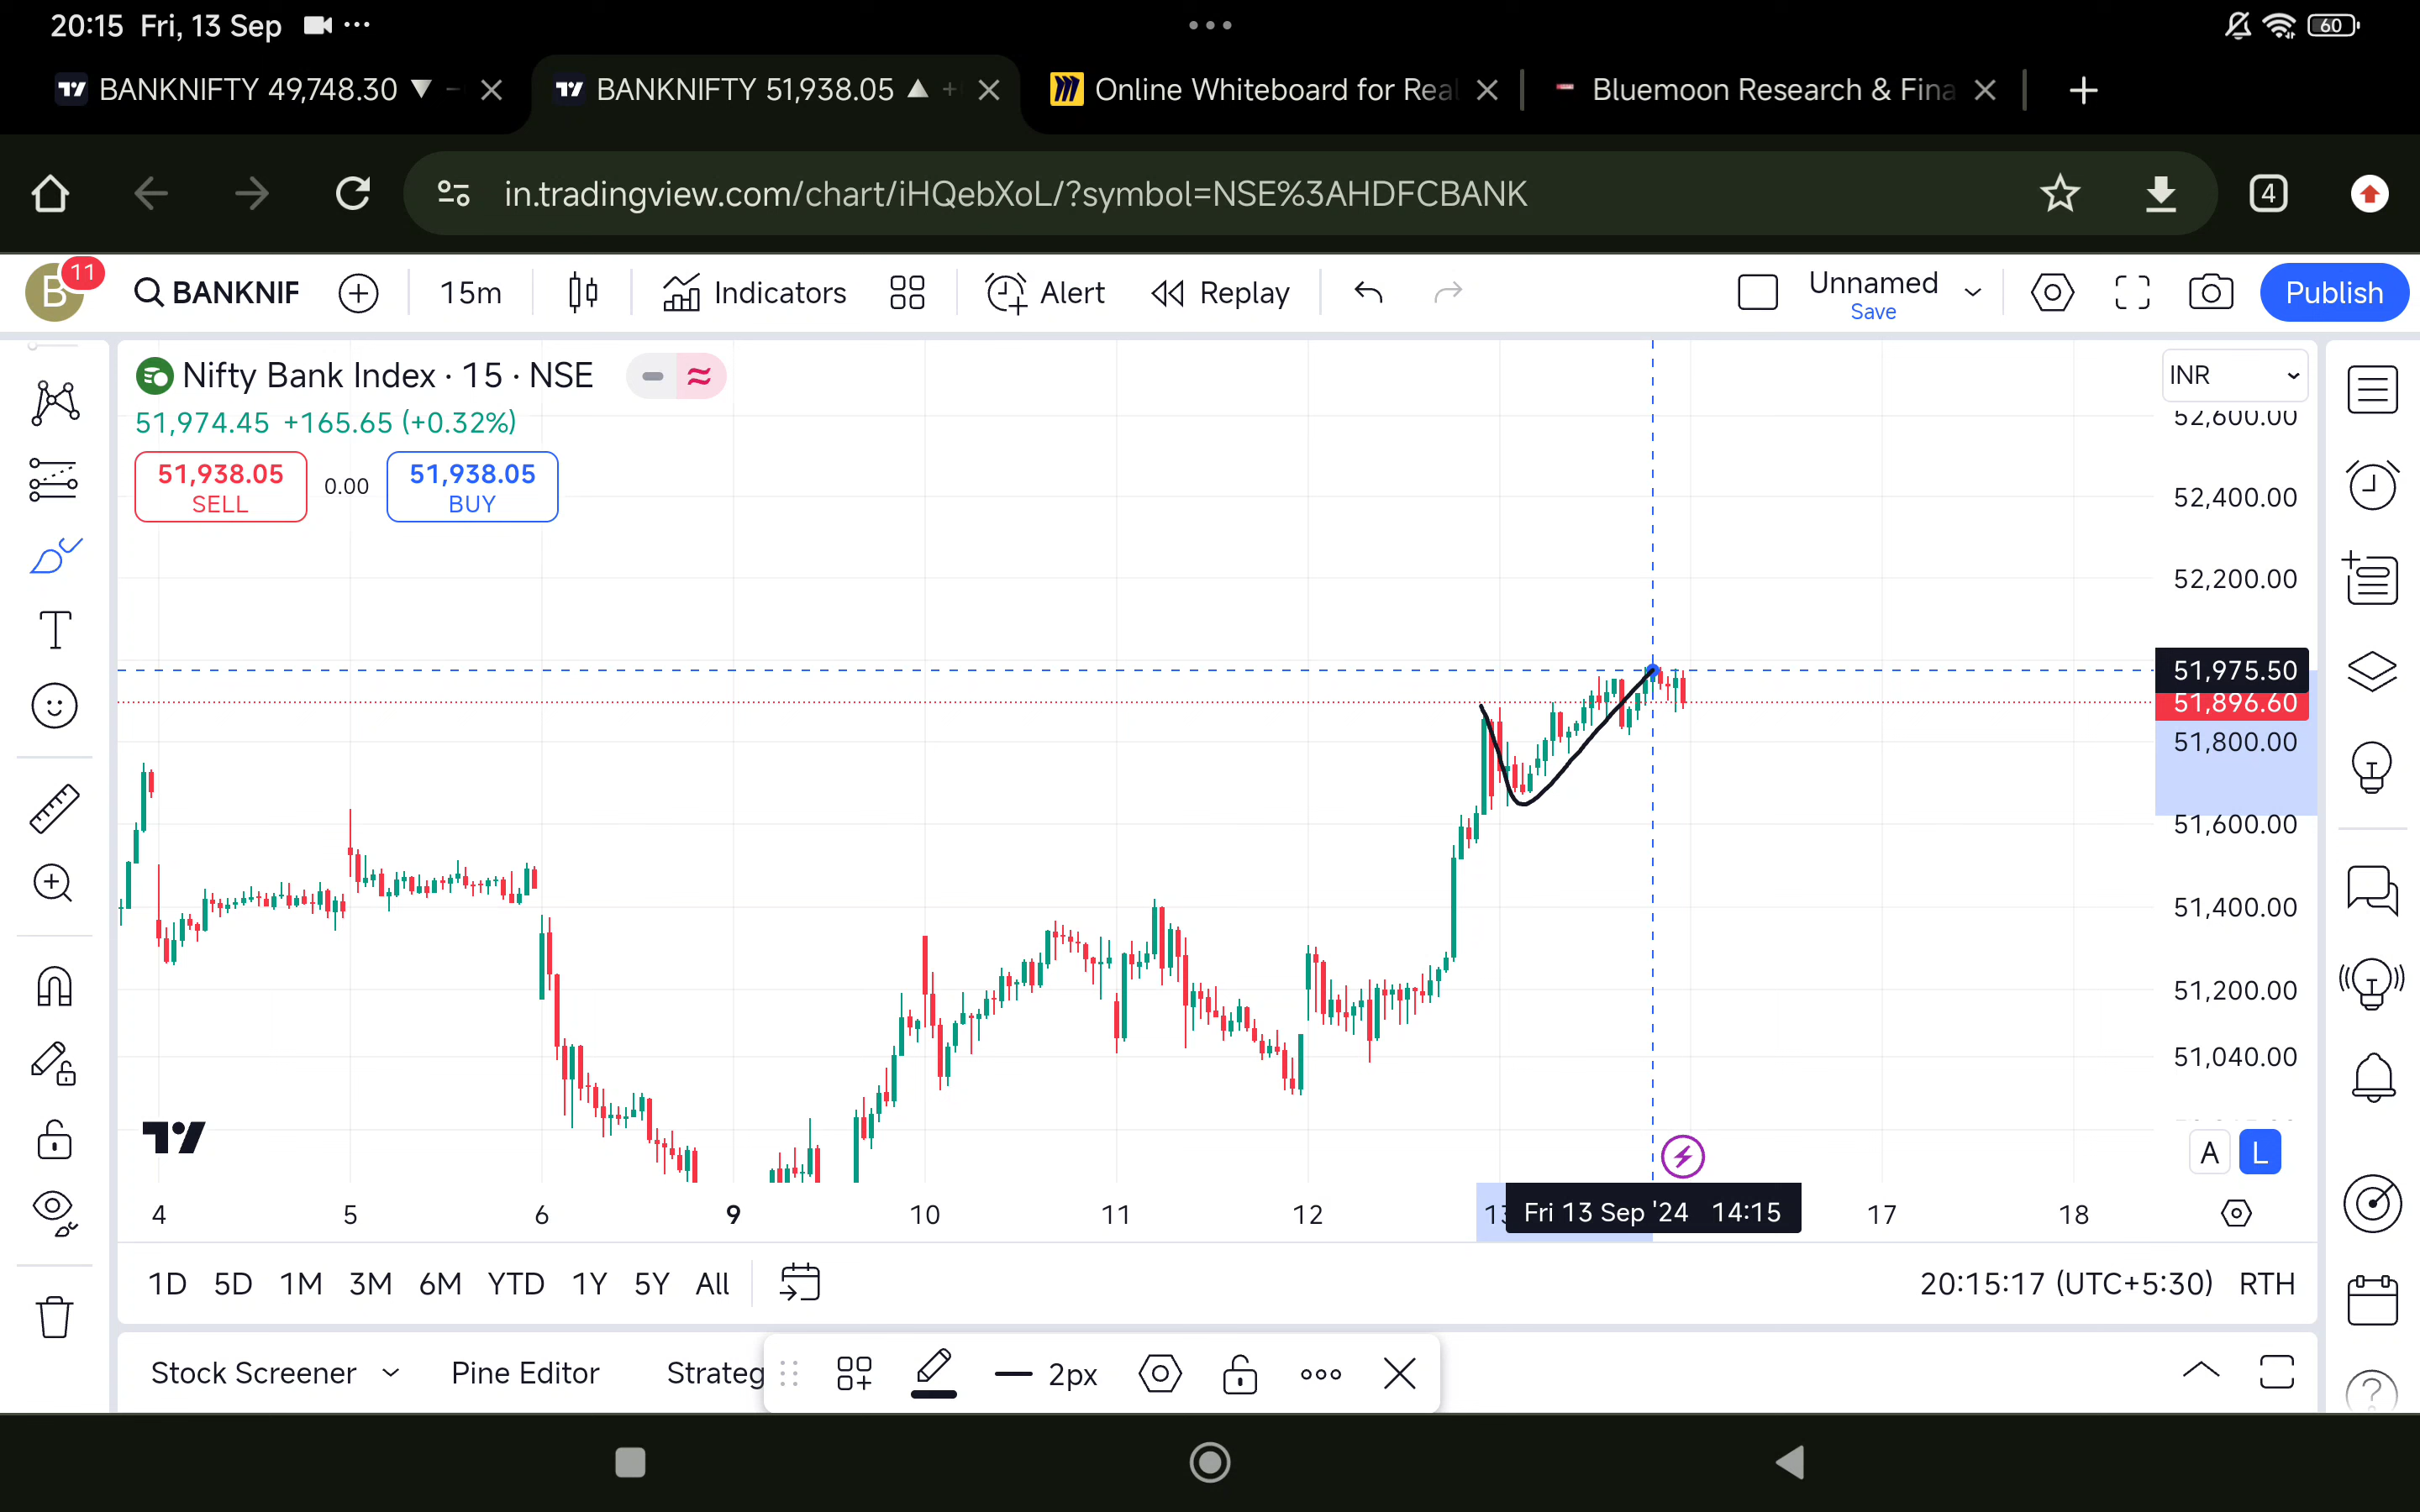 20:15 Fri, 13 Sep
60
BANKNIFTY 49,748.30 ▼ -
BANKNIFTY 51,938.05 ▲ +
Online Whiteboard for Real
Bluemoon Research & Fina
in.tradingview.com/chart/iHQebXoL/?symbol=NSE%3AHDFCBANK
4
B
11
BANKNIF
15m
Indicators
Alert
Replay
Unnamed
Save
Publish
Nifty Bank Index · 15 · NSE
51,974.45 +165.65 (+0.32%)
51,938.05
SELL
0.00
51,938.05
BUY
INR
52,600.00
52,400.00
52,200.00
51,975.50
51,896.60
51,800.00
51,600.00
51,400.00
51,200.00
51,040.00
A
L
4
5
6
9
10
11
12
13
Fri 13 Sep '24 14:15
17
18
1D 5D 1M 3M 6M YTD 1Y 5Y All
20:15:17 (UTC+5:30) RTH
Stock Screener
Pine Editor
Strateg
2px